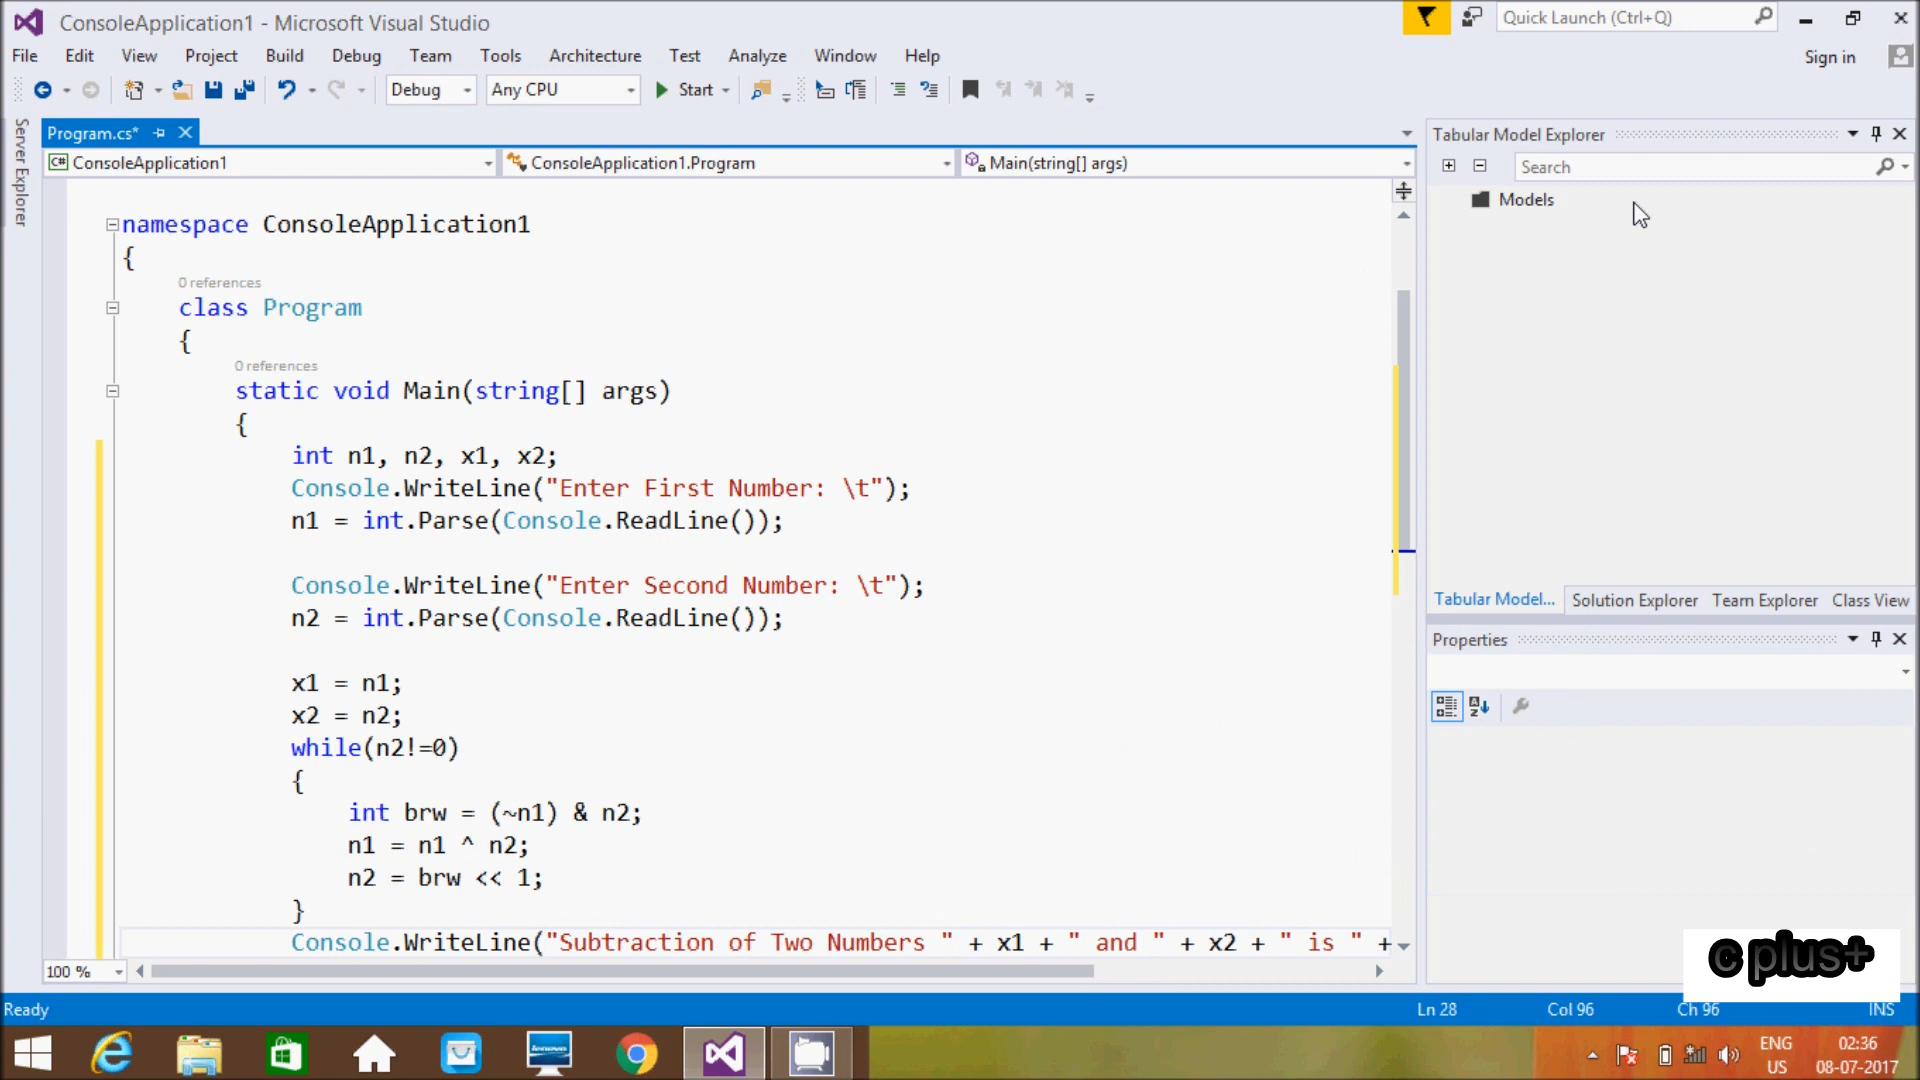 ConsoleApplication1 - Microsoft Visual Studio
Quick Launch (Ctrl+Q)
File Edit View Project Build Debug Team Tools Architecture Test Analyze Window Help
Sign in
Debug Any CPU Start
Server Explorer
Program.cs*
C# ConsoleApplication1 ConsoleApplication1.Program Main(string[] args)
namespace ConsoleApplication1
{
0 references
class Program
{
0 references
static void Main(string[] args)
{
int n1, n2, x1, x2;
Console.WriteLine("Enter First Number: \t");
n1 = int.Parse(Console.ReadLine());
Console.WriteLine("Enter Second Number: \t");
n2 = int.Parse(Console.ReadLine());
x1 = n1;
x2 = n2;
while(n2!=0)
{
int brw = (~n1) & n2;
n1 = n1 ^ n2;
n2 = brw << 1;
}
Console.WriteLine("Subtraction of Two Numbers " + x1 + " and " + x2 + " is " +
100 %
Tabular Model Explorer
Search
Models
Tabular Model... Solution Explorer Team Explorer Class View
Properties
c plus+
Ready Ln 28 Col 96 Ch 96 INS
ENG
US
02:36
08-07-2017